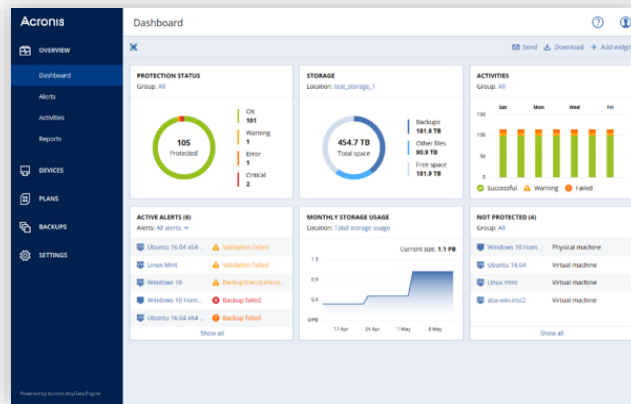 Acronis
Dashboard
OVERVIEW
Dashboard
Alerts
Activities
Reports
DEVICES
PLANS
BACKUPS
SETTINGS
Powered by Acronis AnyData Engine
Send
Download
Add widget
PROTECTION STATUS
Group: All
105
Protected
OK
101
Warning
1
Error
1
Critical
2
STORAGE
Location: test_storage_1
454.7 TB
Total space
Backups
181.9 TB
Other files
90.9 TB
Free space
181.9 TB
ACTIVITIES
Group: All
Sat Mon Wed Fri
100
50
0
Successful Warning Failed
ACTIVE ALERTS (6)
Alerts: All alerts
Ubuntu 16.04 x64 ... Validation failed
Linux Mint Validation failed
Windows 10
Windows 10 Hom... Backup failed
Ubuntu 16.04 x64 ... Backup failed
Show all
MONTHLY STORAGE USAGE
Location: Total storage usage
Current size: 1.1 PB
17 Apr 24 Apr 1 May 8 May
NOT PROTECTED (4)
Group: All
Windows 10 Hom... Physical machine
Ubuntu 16.04 Virtual machine
Linux mint Virtual machine
aba-win-inst2 Virtual machine
Show all